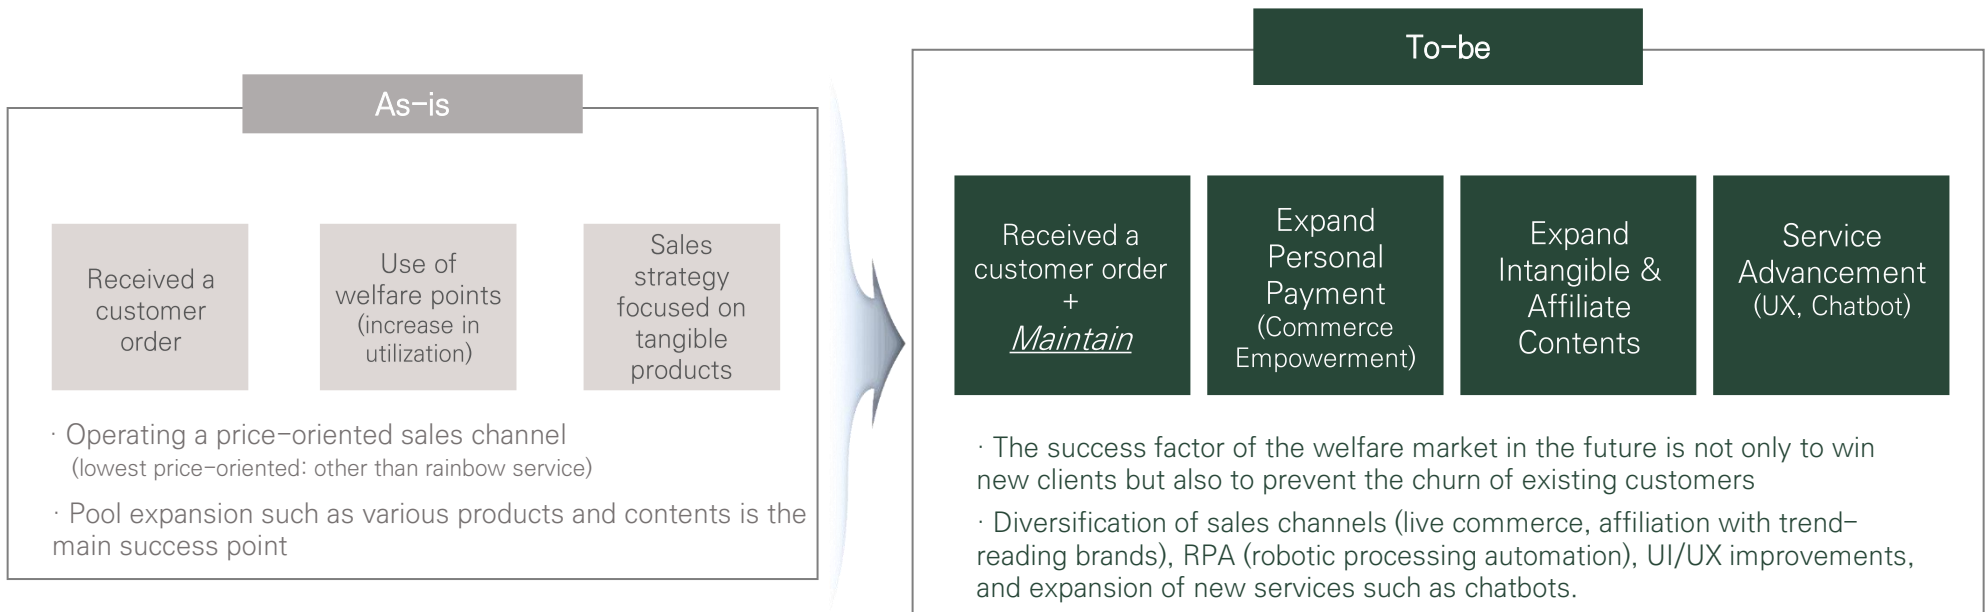 As-is
Received a
customer
order
Use of
welfare points
(increase in
utilization)
Sales
strategy
focused on
tangible
products
· Operating a price-oriented sales channel
(lowest price-oriented: other than rainbow service)
· Pool expansion such as various products and contents is the
main success point
To-be
Received a
customer order
+
Maintain
Expand
Personal
Payment
(Commerce
Empowerment)
Expand
Intangible &
Affiliate
Contents
Service
Advancement
(UX, Chatbot)
· The success factor of the welfare market in the future is not only to win
new clients but also to prevent the churn of existing customers
· Diversification of sales channels (live commerce, affiliation with trend-
reading brands), RPA (robotic processing automation), UI/UX improvements,
and expansion of new services such as chatbots.